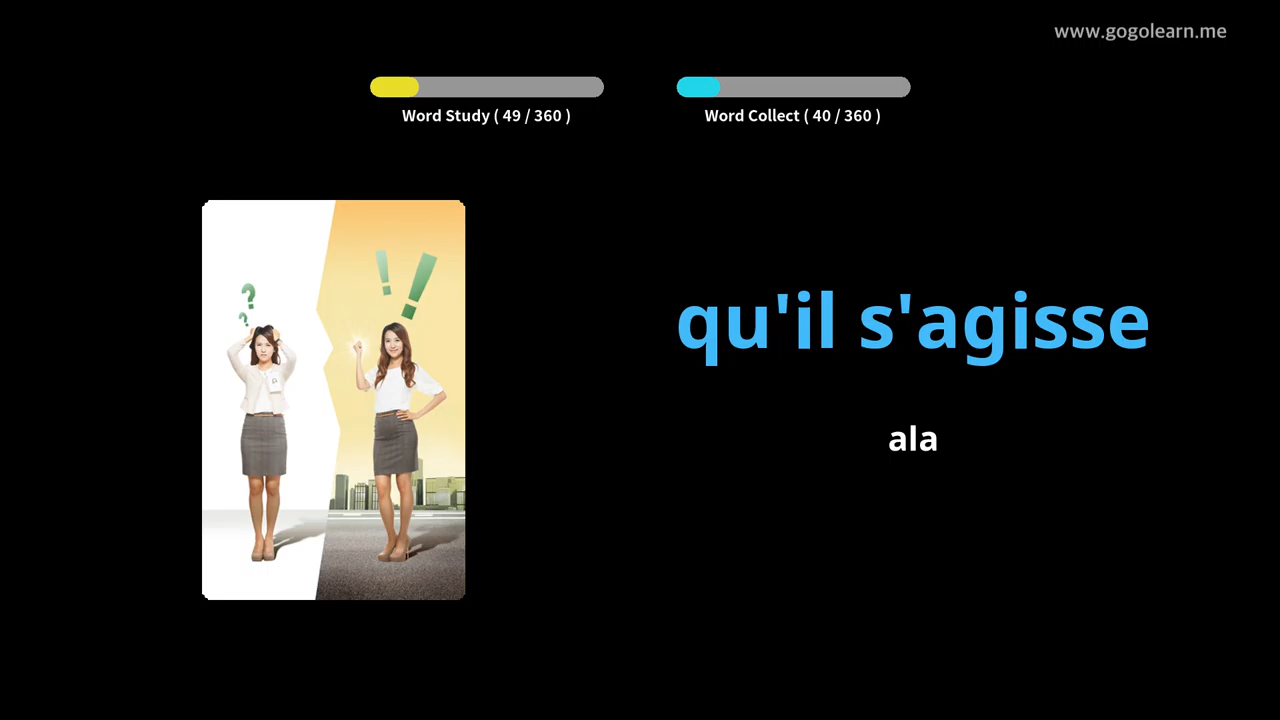 www.gogolearn.me
Word Study ( 49 / 360 )
Word Collect ( 40 / 360 )
? ?
! !
qu'il s'agisse
ala